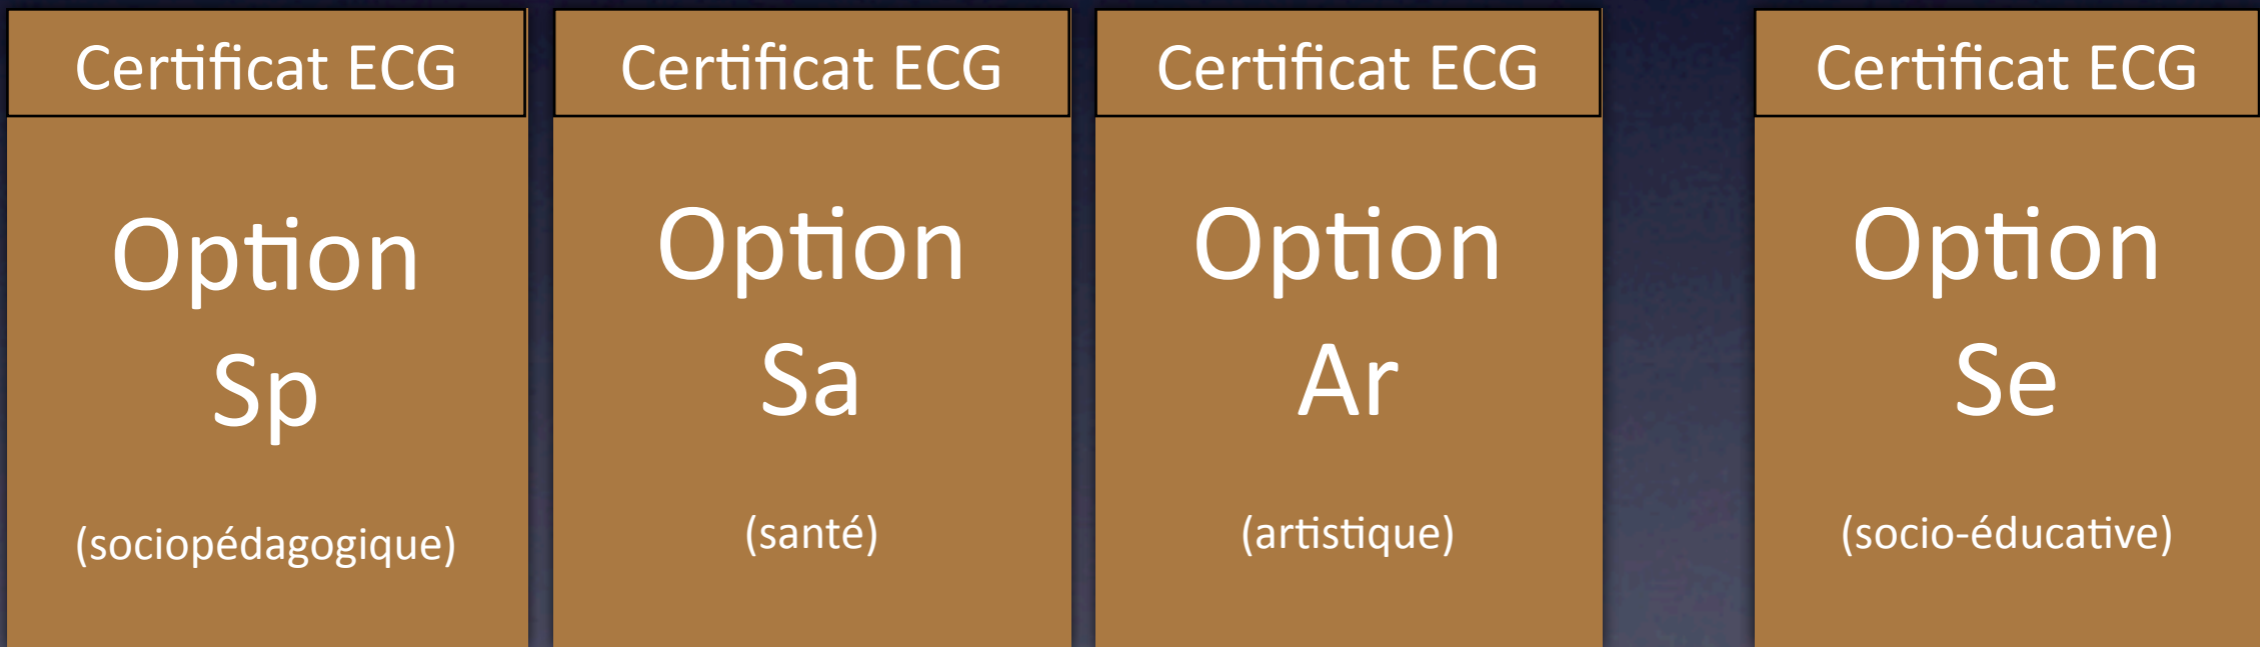 Certificat ECG
Option
Sp
(sociopédagogique)
Certificat ECG
Option
Sa
(santé)
Certificat ECG
Option
Ar
(artistique)
Certificat ECG
Option
Se
(socio-éducative)